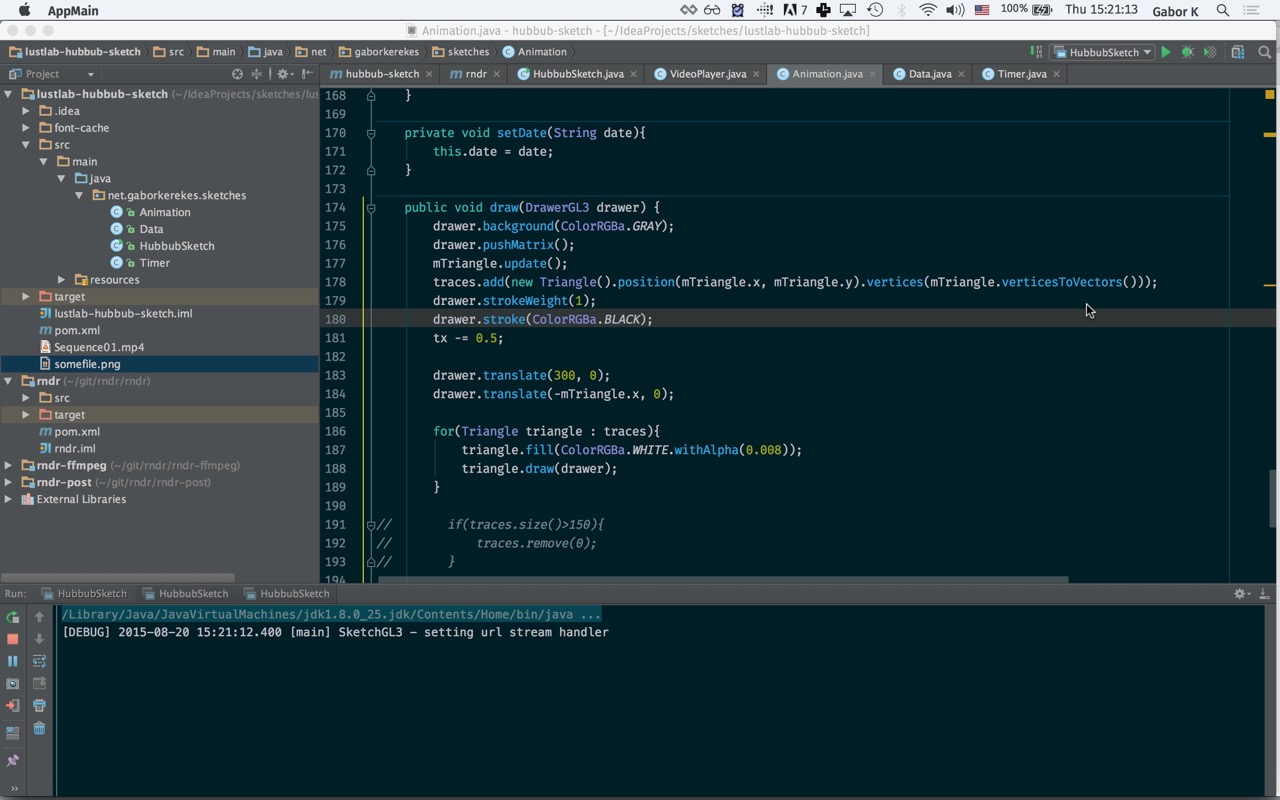 AppMain
7
100%
Thu 15:21:13
Gabor K
Animation.java - hubbub-sketch - [~/IdeaProjects/sketches/lustlab-hubbub-sketch]
lustlab-hubbub-sketch
src
main
java
net
gaborkerekes
sketches
Animation
HubbubSketch
Project
hubbub-sketch
rndr
HubbubSketch.java
VideoPlayer.java
Animation.java
Data.java
Timer.java
lustlab-hubbub-sketch (~/IdeaProjects/sketches/lus
.idea
font-cache
src
main
java
net.gaborkerekes.sketches
Animation
Data
HubbubSketch
Timer
resources
target
lustlab-hubbub-sketch.iml
pom.xml
Sequence01.mp4
somefile.png
rndr (~/git/rndr/rndr)
src
target
pom.xml
rndr.iml
rndr-ffmpeg (~/git/rndr/rndr-ffmpeg)
rndr-post (~/git/rndr/rndr-post)
External Libraries
168 }
169
170 private void setDate(String date){
171 this.date = date;
172 }
173
174 public void draw(DrawerGL3 drawer) {
175 drawer.background(ColorRGBa.GRAY);
176 drawer.pushMatrix();
177 mTriangle.update();
178 traces.add(new Triangle().position(mTriangle.x, mTriangle.y).vertices(mTriangle.verticesToVectors()));
179 drawer.strokeWeight(1);
180 drawer.stroke(ColorRGBa.BLACK);
181 tx -= 0.5;
182
183 drawer.translate(300, 0);
184 drawer.translate(-mTriangle.x, 0);
185
186 for(Triangle triangle : traces){
187 triangle.fill(ColorRGBa.WHITE.withAlpha(0.008));
188 triangle.draw(drawer);
189 }
190
191 // if(traces.size()>150){
192 // traces.remove(0);
193 // }
194
Run:
HubbubSketch
HubbubSketch
HubbubSketch
/Library/Java/JavaVirtualMachines/jdk1.8.0_25.jdk/Contents/Home/bin/java ...
[DEBUG] 2015-08-20 15:21:12.400 [main] SketchGL3 - setting url stream handler